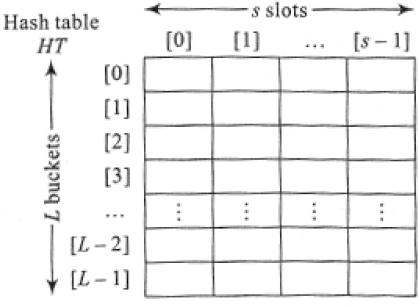 s slots
Hash table
HT
[0] [1] ... [s – 1]
[0]
[1]
[2]
[3]
...
[L – 2]
[L – 1]
L buckets